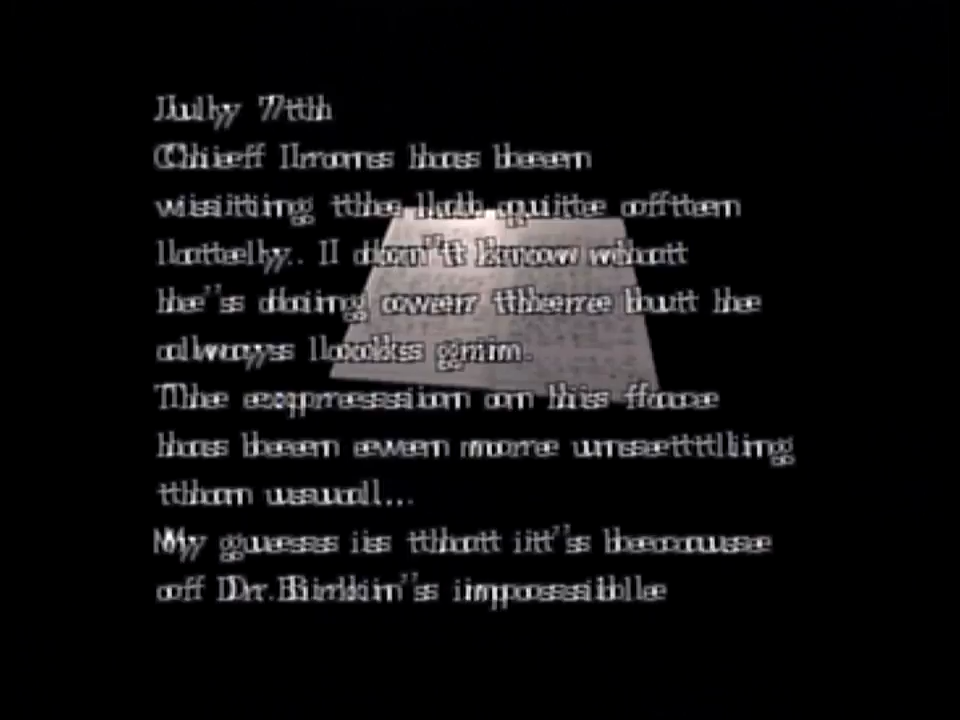 July 7th
Chief Irons has been
visiting the lab quite often
lately. I don't know what
he's doing over there but he
always looks grim.
The expression on his face
has been even more unsettling
than usual...
My guess is that it's because
of Dr.Birkin's impossible